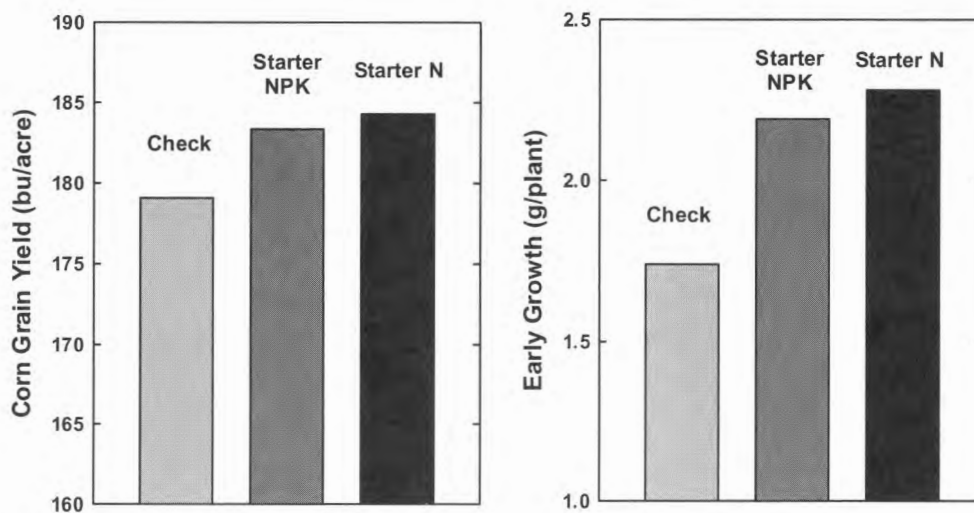 Corn Grain Yield (bu/acre)
190
185
180
175
170
165
160
Check
Starter
NPK
Starter N
Early Growth (g/plant)
2.5
2.0
1.5
1.0
Check
Starter
NPK
Starter N